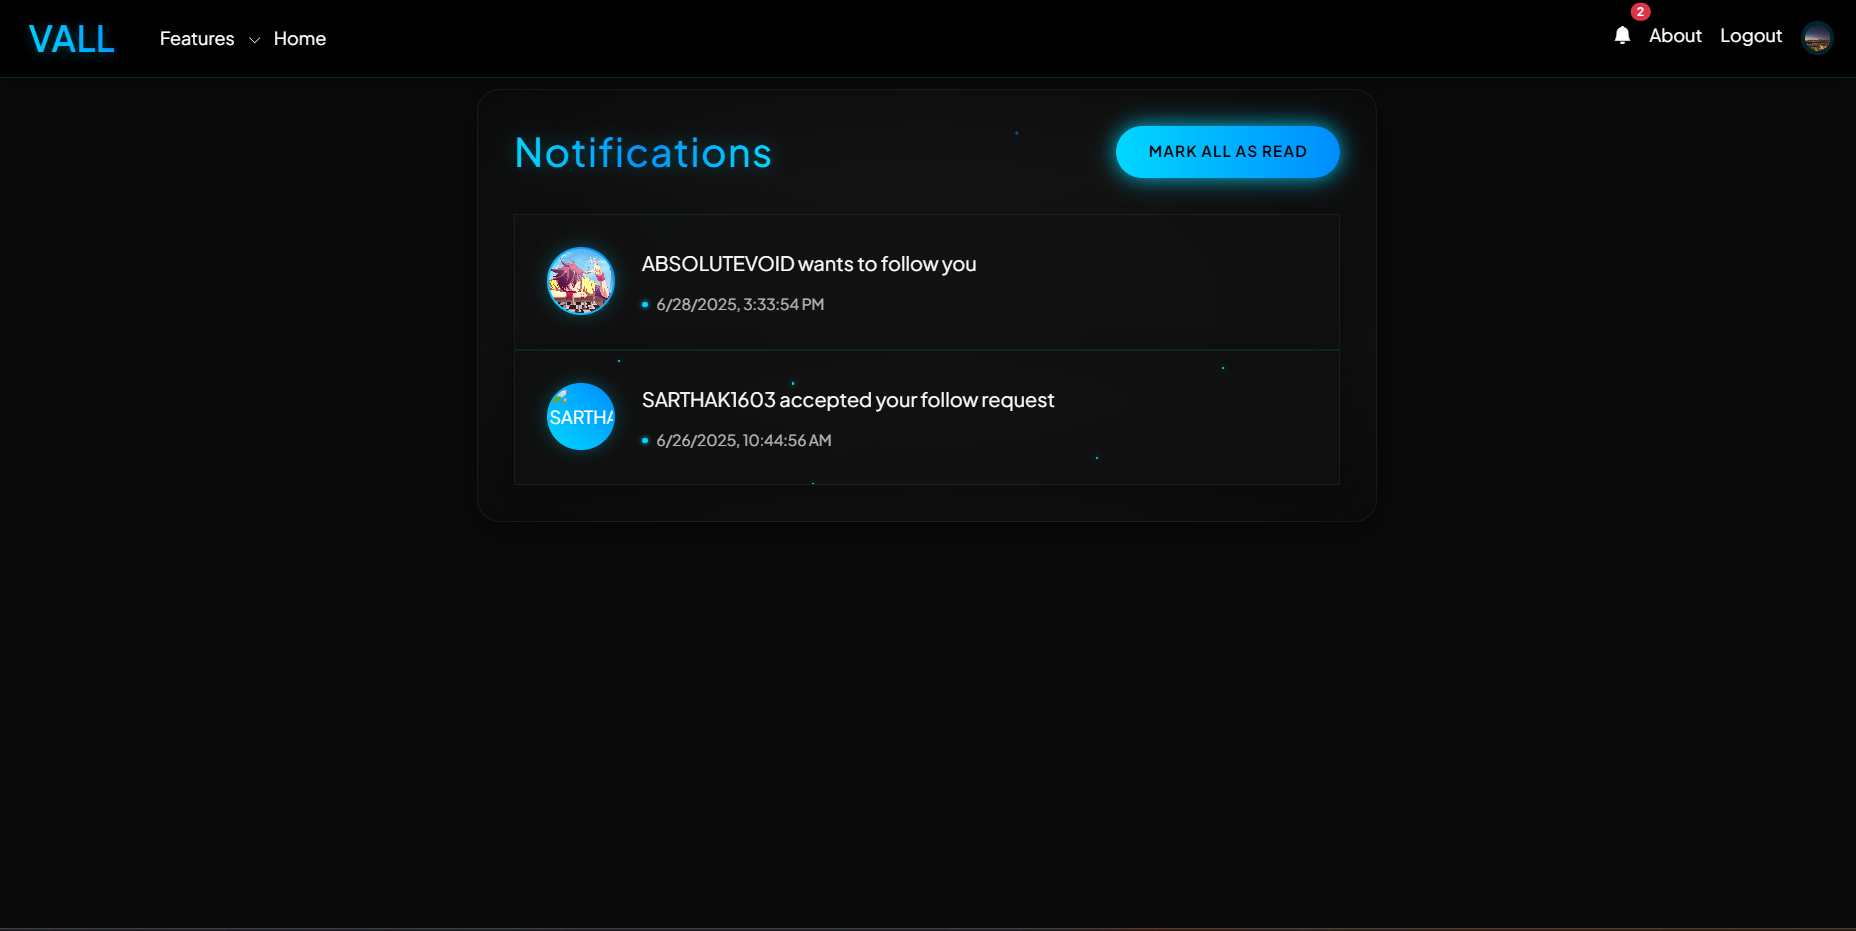 VALL
Features Home
2
About Logout
Notifications
MARK ALL AS READ
ABSOLUTEVOID wants to follow you
6/28/2025, 3:33:54 PM
SARTHA
SARTHAK1603 accepted your follow request
6/26/2025, 10:44:56 AM